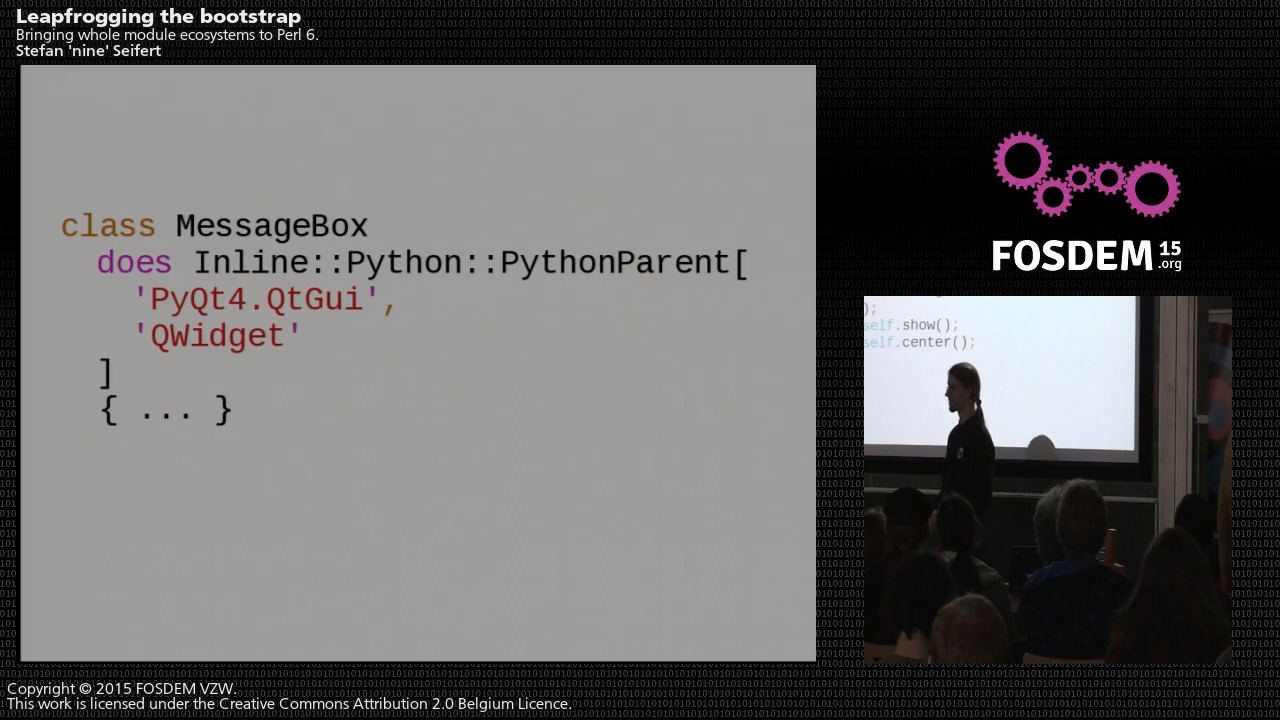 Leapfrogging the bootstrap
Bringing whole module ecosystems to Perl 6.
Stefan 'nine' Seifert
class MessageBox
does Inline::Python::PythonParent[
'PyQt4.QtGui',
'QWidget'
]
{ ... }
FOSDEM 15
.org
);
self.show();
self.center();
Copyright © 2015 FOSDEM VZW.
This work is licensed under the Creative Commons Attribution 2.0 Belgium Licence.